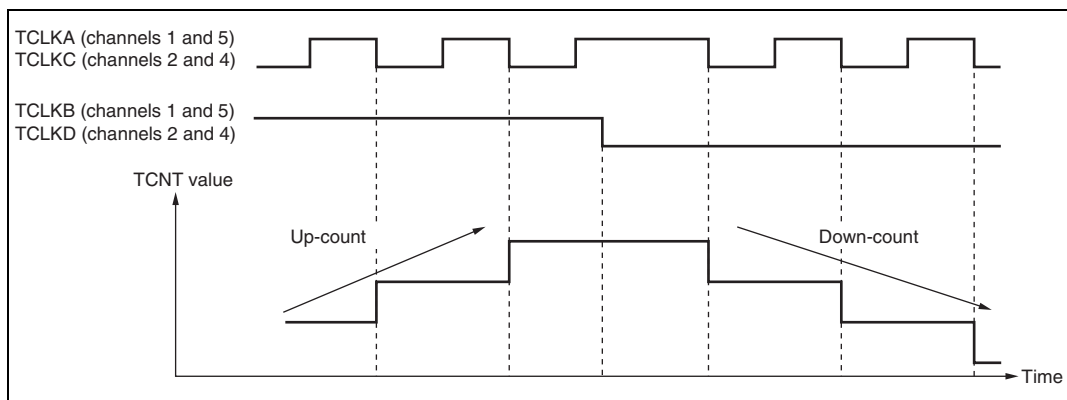 TCLKA (channels 1 and 5)
TCLKC (channels 2 and 4)
TCLKB (channels 1 and 5)
TCLKD (channels 2 and 4)
TCNT value
Up-count
Down-count
Time